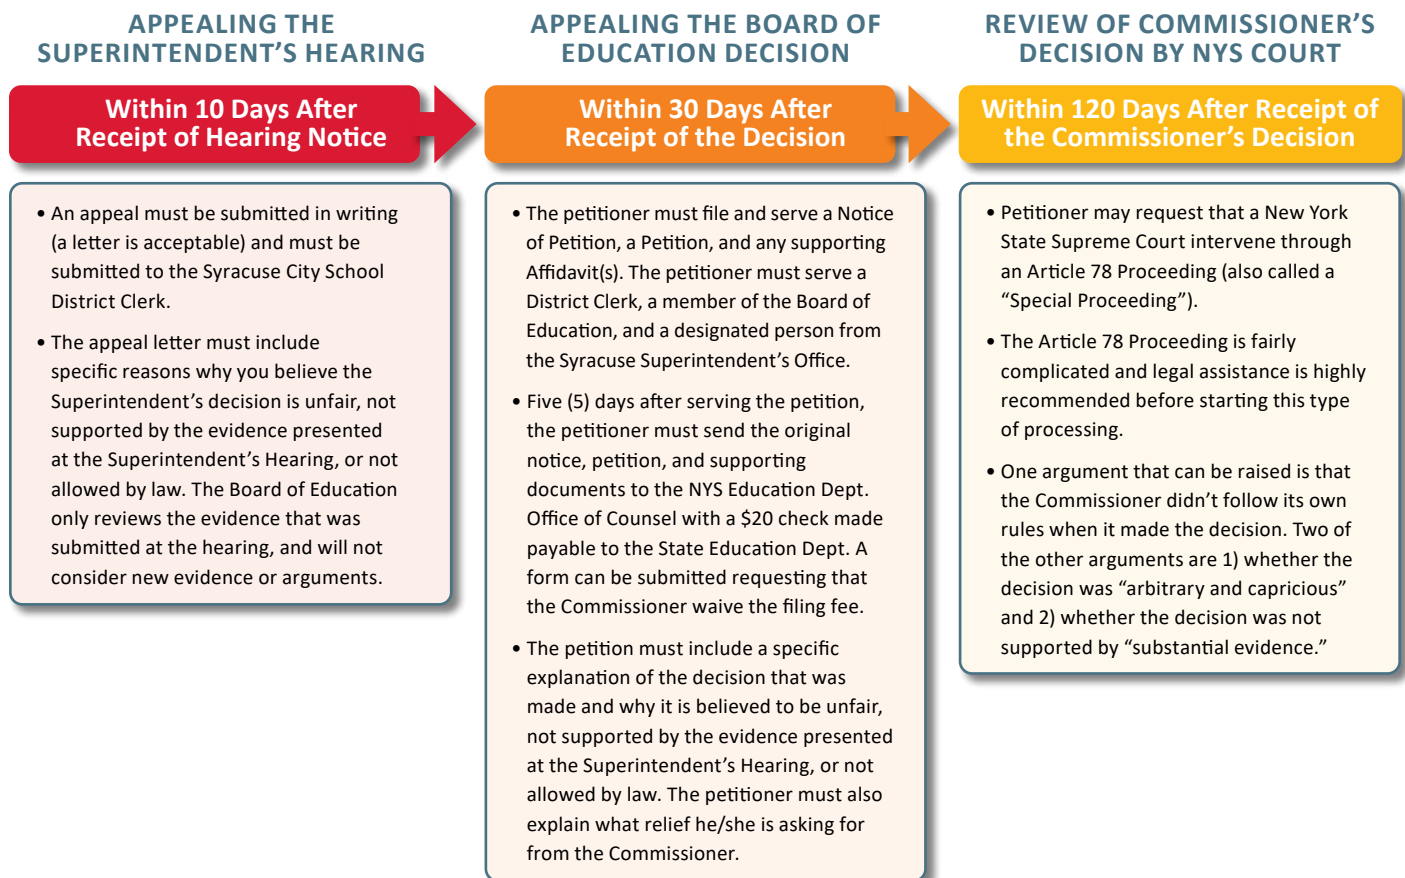 APPEALING THE
SUPERINTENDENT’S HEARING
Within 10 Days After
Receipt of Hearing Notice
• An appeal must be submitted in writing
(a letter is acceptable) and must be
submitted to the Syracuse City School
District Clerk.
• The appeal letter must include
specific reasons why you believe the
Superintendent’s decision is unfair, not
supported by the evidence presented
at the Superintendent’s Hearing, or not
allowed by law. The Board of Education
only reviews the evidence that was
submitted at the hearing, and will not
consider new evidence or arguments.
APPEALING THE BOARD OF
EDUCATION DECISION
Within 30 Days After
Receipt of the Decision
• The petitioner must file and serve a Notice
of Petition, a Petition, and any supporting
Affidavit(s). The petitioner must serve a
District Clerk, a member of the Board of
Education, and a designated person from
the Syracuse Superintendent’s Office.
• Five (5) days after serving the petition,
the petitioner must send the original
notice, petition, and supporting
documents to the NYS Education Dept.
Office of Counsel with a $20 check made
payable to the State Education Dept. A
form can be submitted requesting that
the Commissioner waive the filing fee.
• The petition must include a specific
explanation of the decision that was
made and why it is believed to be unfair,
not supported by the evidence presented
at the Superintendent’s Hearing, or not
allowed by law. The petitioner must also
explain what relief he/she is asking for
from the Commissioner.
REVIEW OF COMMISSIONER’S
DECISION BY NYS COURT
Within 120 Days After Receipt of
the Commissioner’s Decision
• Petitioner may request that a New York
State Supreme Court intervene through
an Article 78 Proceeding (also called a
“Special Proceeding”).
• The Article 78 Proceeding is fairly
complicated and legal assistance is highly
recommended before starting this type
of processing.
• One argument that can be raised is that
the Commissioner didn’t follow its own
rules when it made the decision. Two of
the other arguments are 1) whether the
decision was “arbitrary and capricious”
and 2) whether the decision was not
supported by “substantial evidence.”